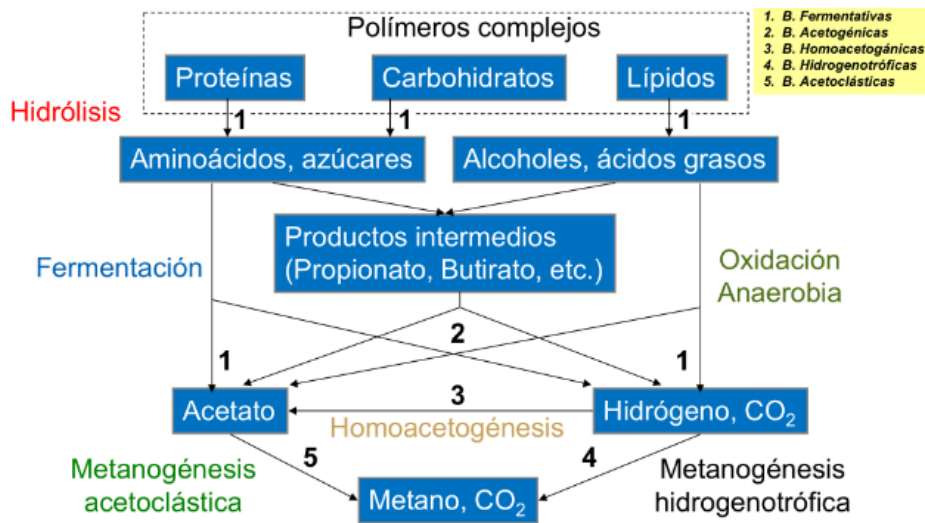 Polímeros complejos
1. B. Fermentativas
2. B. Acetogénicas
3. B. Homoacetogánicas
4. B. Hidrogenotróficas
5. B. Acetoclásticas
Proteínas
Carbohidratos
Lípidos
Hidrólisis
1
1
1
Aminoácidos, azúcares
Alcoholes, ácidos grasos
Productos intermedios
(Propionato, Butirato, etc.)
Fermentación
Oxidación
Anaerobia
2
1
1
Acetato
3
Hidrógeno, CO₂
Homoacetogénesis
Metanogénesis
acetoclástica
5
4
Metanogénesis
hidrogenotrófica
Metano, CO₂